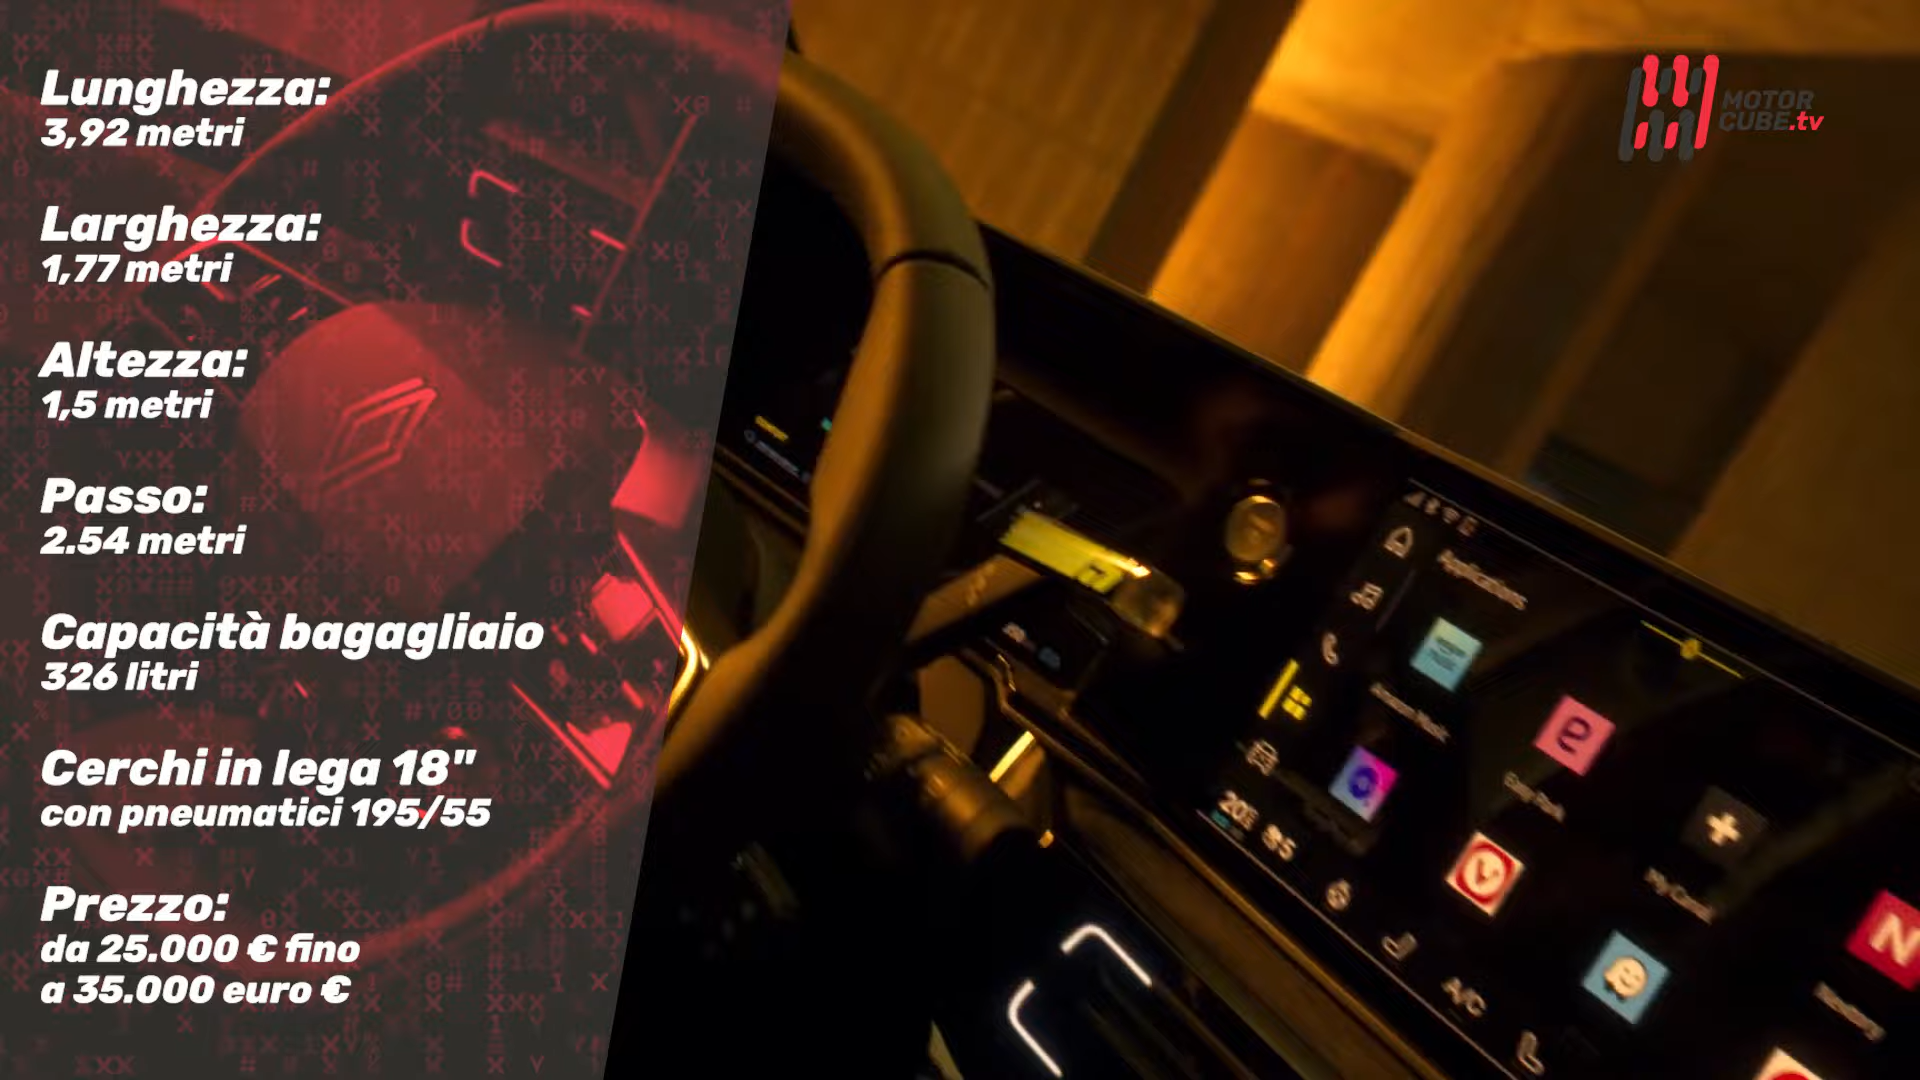 Lunghezza:
3,92 metri
Larghezza:
1,77 metri
Altezza:
1,5 metri
Passo:
2.54 metri
Capacità bagagliaio
326 litri
Cerchi in lega 18"
con pneumatici 195/55
Prezzo:
da 25.000 € fino
a 35.000 euro €
MOTOR
CUBE.tv
Applications
A/C